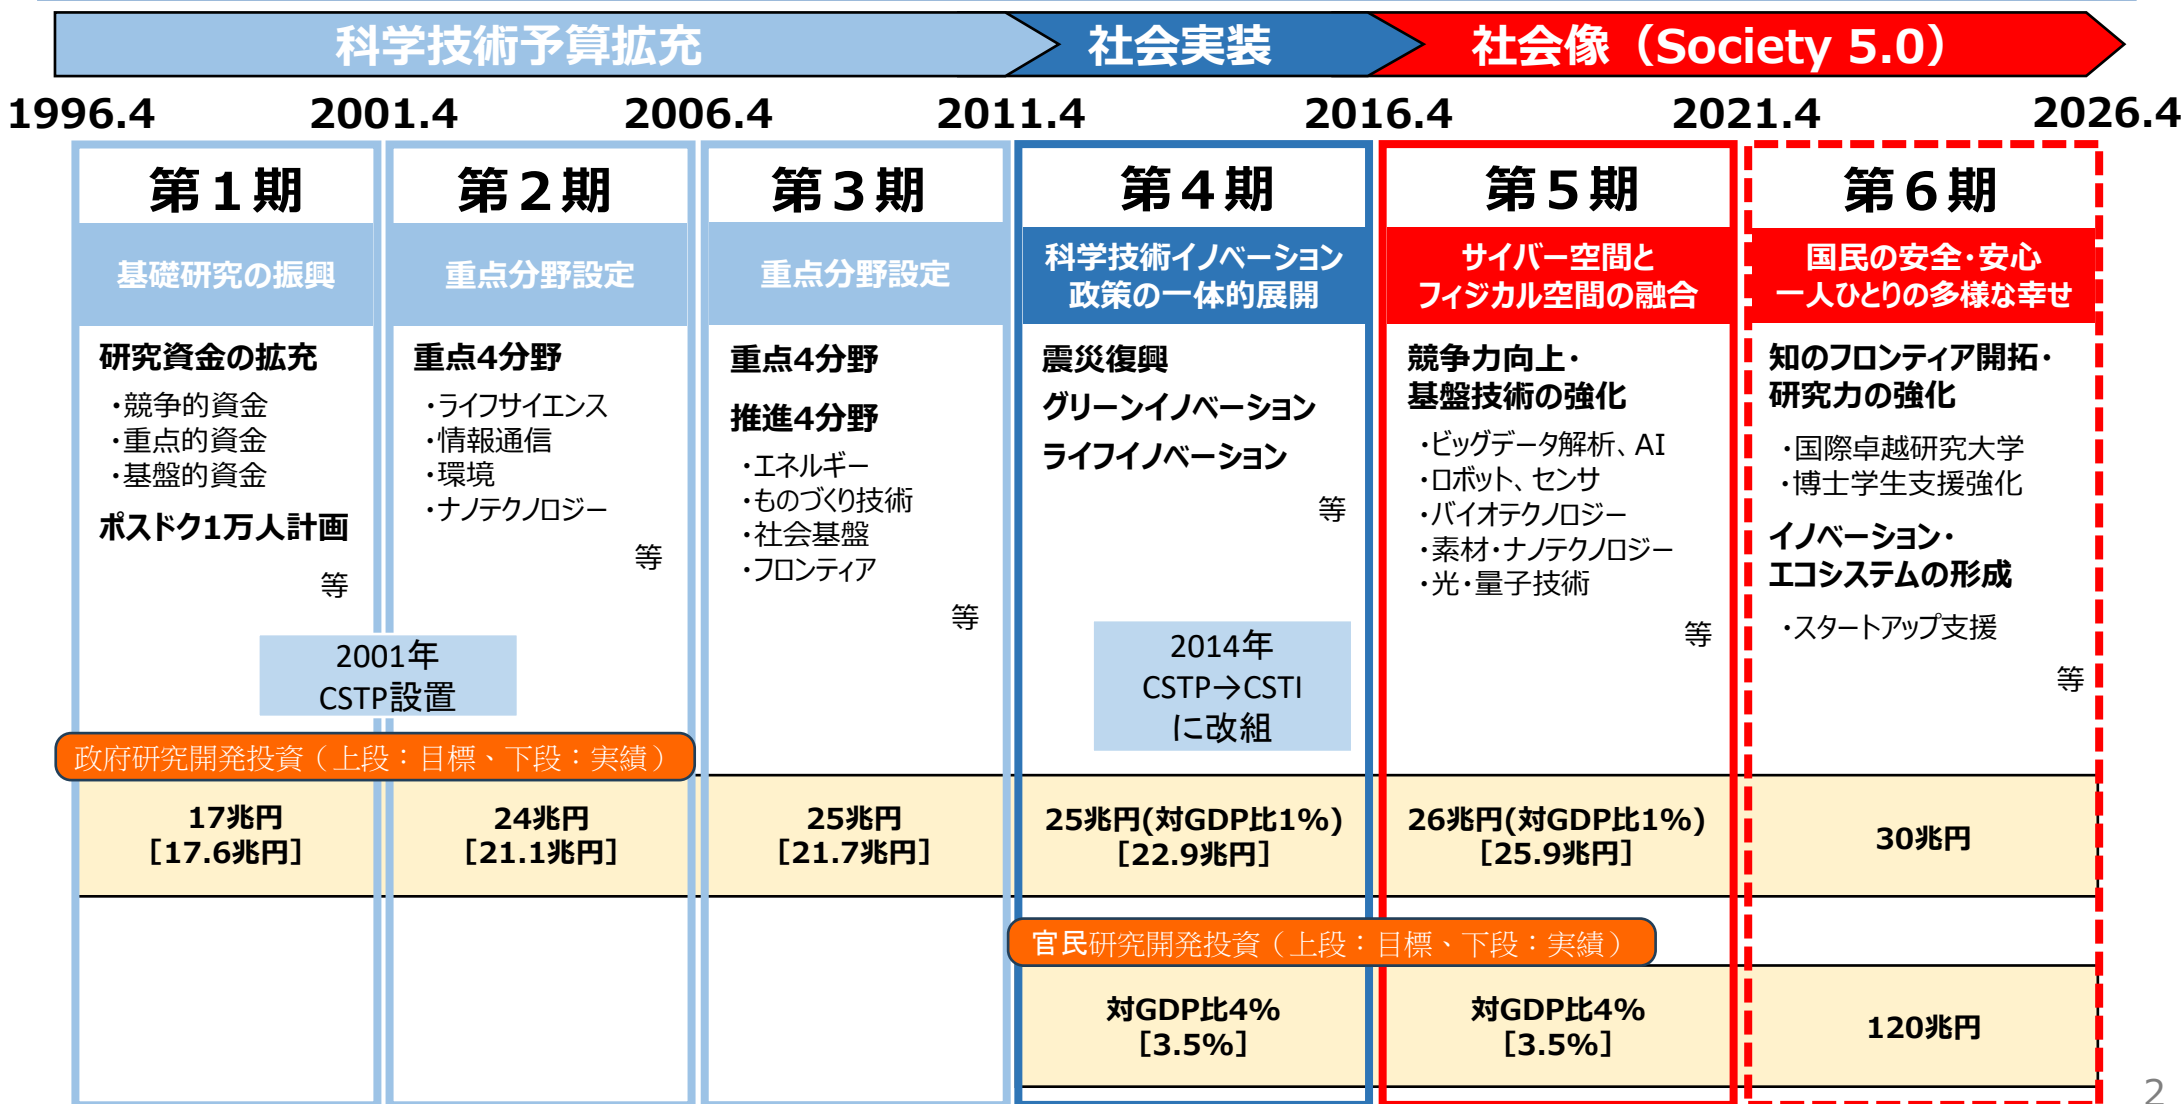 科学技術予算拡充
社会実装
社会像（Society 5.0）
1996.4
2001.4
2006.4
2011.4
2016.4
2021.4
2026.4
第１期
基礎研究の振興
研究資金の拡充
・競争的資金
・重点的資金
・基盤的資金
ポスドク1万人計画
等
第２期
重点分野設定
重点4分野
・ライフサイエンス
・情報通信
・環境
・ナノテクノロジー
等
2001年
CSTP設置
第３期
重点分野設定
重点4分野
推進4分野
・エネルギー
・ものづくり技術
・社会基盤
・フロンティア
等
第４期
科学技術イノベーション
政策の一体的展開
震災復興
グリーンイノベーション
ライフイノベーション
等
2014年
CSTP→CSTI
に改組
第５期
サイバー空間と
フィジカル空間の融合
競争力向上・
基盤技術の強化
・ビッグデータ解析、AI
・ロボット、センサ
・バイオテクノロジー
・素材・ナノテクノロジー
・光・量子技術
等
第６期
国民の安全・安心
一人ひとりの多様な幸せ
知のフロンティア開拓・
研究力の強化
・国際卓越研究大学
・博士学生支援強化
イノベーション・
エコシステムの形成
・スタートアップ支援
等
政府研究開発投資（上段：目標、下段：実績）
17兆円
［17.6兆円］
24兆円
［21.1兆円］
25兆円
［21.7兆円］
25兆円(対GDP比1%)
［22.9兆円］
26兆円(対GDP比1%)
［25.9兆円］
30兆円
官民研究開発投資（上段：目標、下段：実績）
対GDP比4%
［3.5%］
対GDP比4%
［3.5%］
120兆円
2